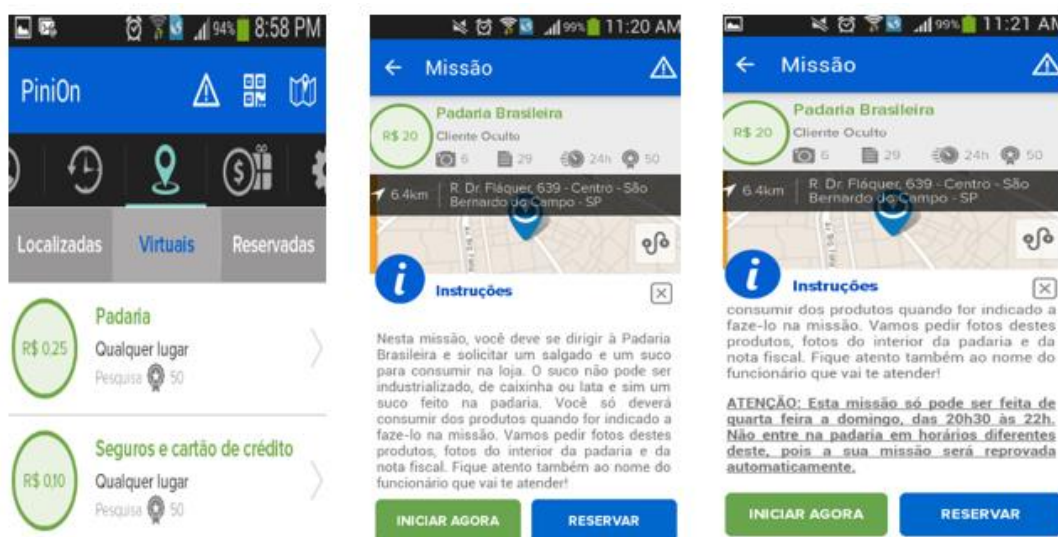 94% 8:58 PM
PiniOn
Localizadas Virtuais Reservadas
R$ 0,25
Padaria
Qualquer lugar
Pesquisa 50
R$ 0,10
Seguros e cartão de crédito
Qualquer lugar
Pesquisa 50
99% 11:20 AM
Missão
R$ 20
Padaria Brasileira
Cliente Oculto
6 29 24h 50
6.4km
R. Dr. Fláquer, 639 - Centro - São
Bernardo do Campo - SP
i
Instruções
Nesta missão, você deve se dirigir à Padaria
Brasileira e solicitar um salgado e um suco
para consumir na loja. O suco não pode ser
industrializado, de caixinha ou lata e sim um
suco feito na padaria. Você só deverá
consumir dos produtos quando for indicado a
faze-lo na missão. Vamos pedir fotos destes
produtos, fotos do interior da padaria e da
nota fiscal. Fique atento também ao nome do
funcionário que vai te atender!
INICIAR AGORA RESERVAR
99% 11:21 AM
Missão
R$ 20
Padaria Brasileira
Cliente Oculto
6 29 24h 50
6.4km
R. Dr. Fláquer, 639 - Centro - São
Bernardo do Campo - SP
i
Instruções
consumir dos produtos quando for indicado a
faze-lo na missão. Vamos pedir fotos destes
produtos, fotos do interior da padaria e da
nota fiscal. Fique atento também ao nome do
funcionário que vai te atender!
ATENÇÃO: Esta missão só pode ser feita de
quarta feira a domingo, das 20h30 às 22h.
Não entre na padaria em horários diferentes
deste, pois a sua missão será reprovada
automaticamente.
INICIAR AGORA RESERVAR